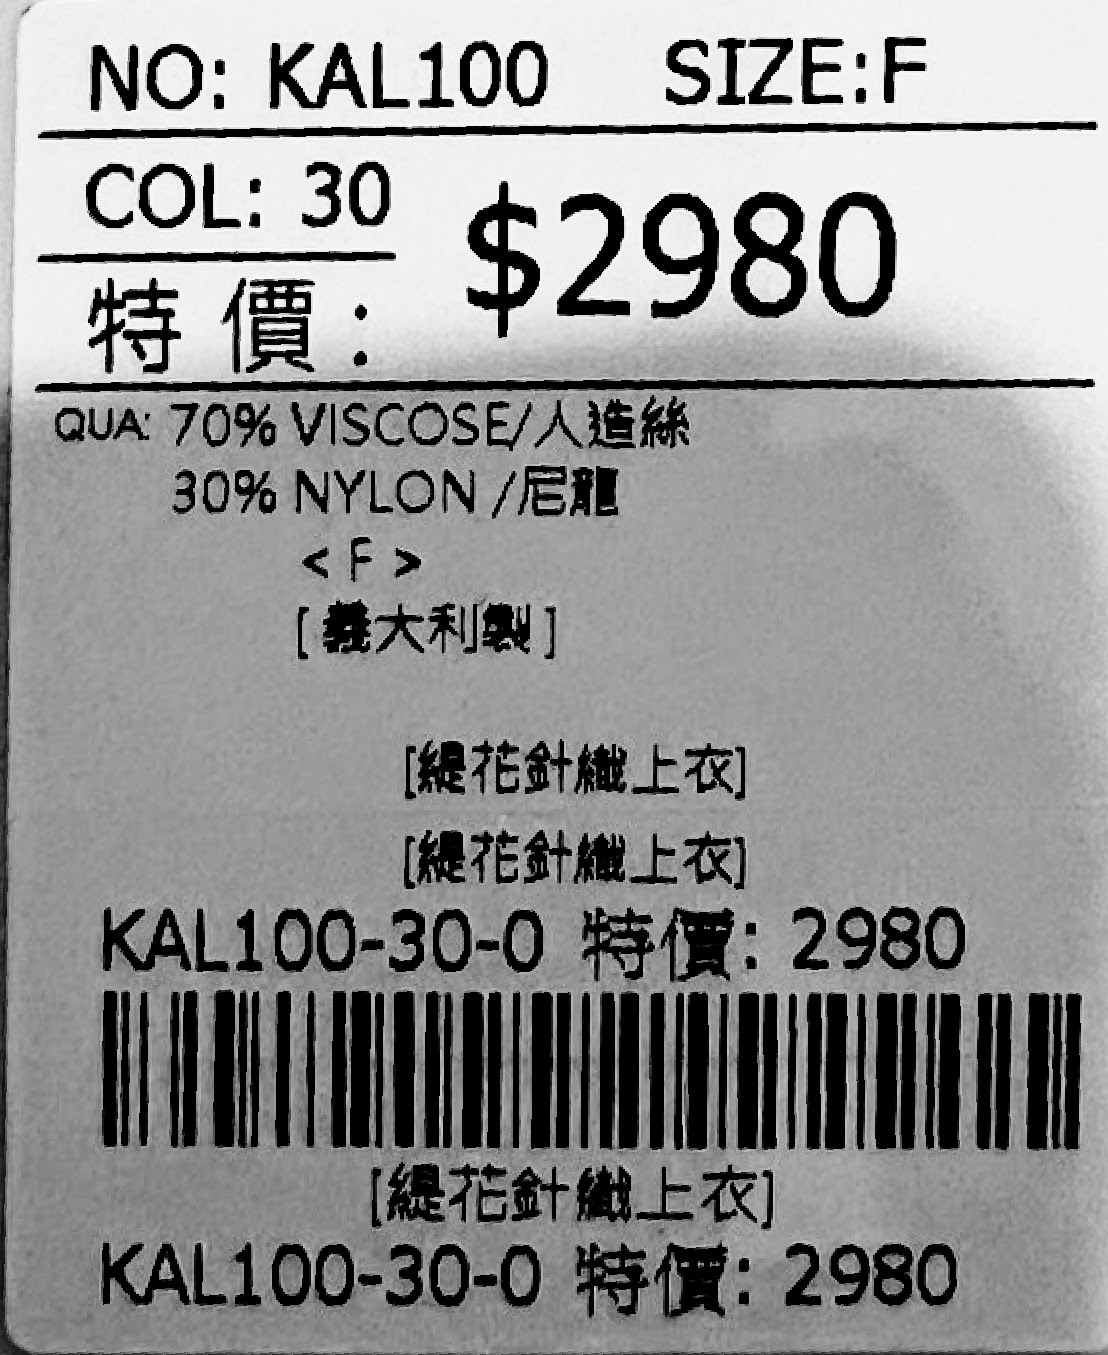 NO: KAL100 SIZE:F
COL: 30
$2980
特價:
QUA: 70% VISCOSE/人造絲
30% NYLON /尼龍
< F >
[ 義大利製 ]
[緹花針織上衣]
[緹花針織上衣]
KAL100-30-0 特價: 2980
[緹花針織上衣]
KAL100-30-0 特價: 2980